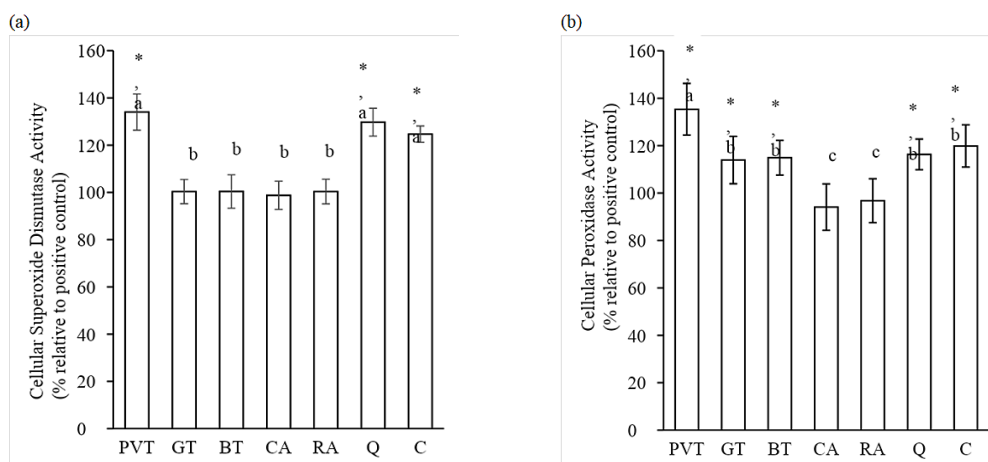 (a)
160
140
120
100
80
60
40
20
0
Cellular Superoxide Dismutase Activity
(% relative to positive control)
*
,
a
b
b
b
b
*
,
a
*
,
a
PVT GT BT CA RA Q C
(b)
160
140
120
100
80
60
40
20
0
Cellular Peroxidase Activity
(% relative to positive control)
*
,
a
*
,
b
*
,
b
c
c
*
,
b
*
,
b
PVT GT BT CA RA Q C